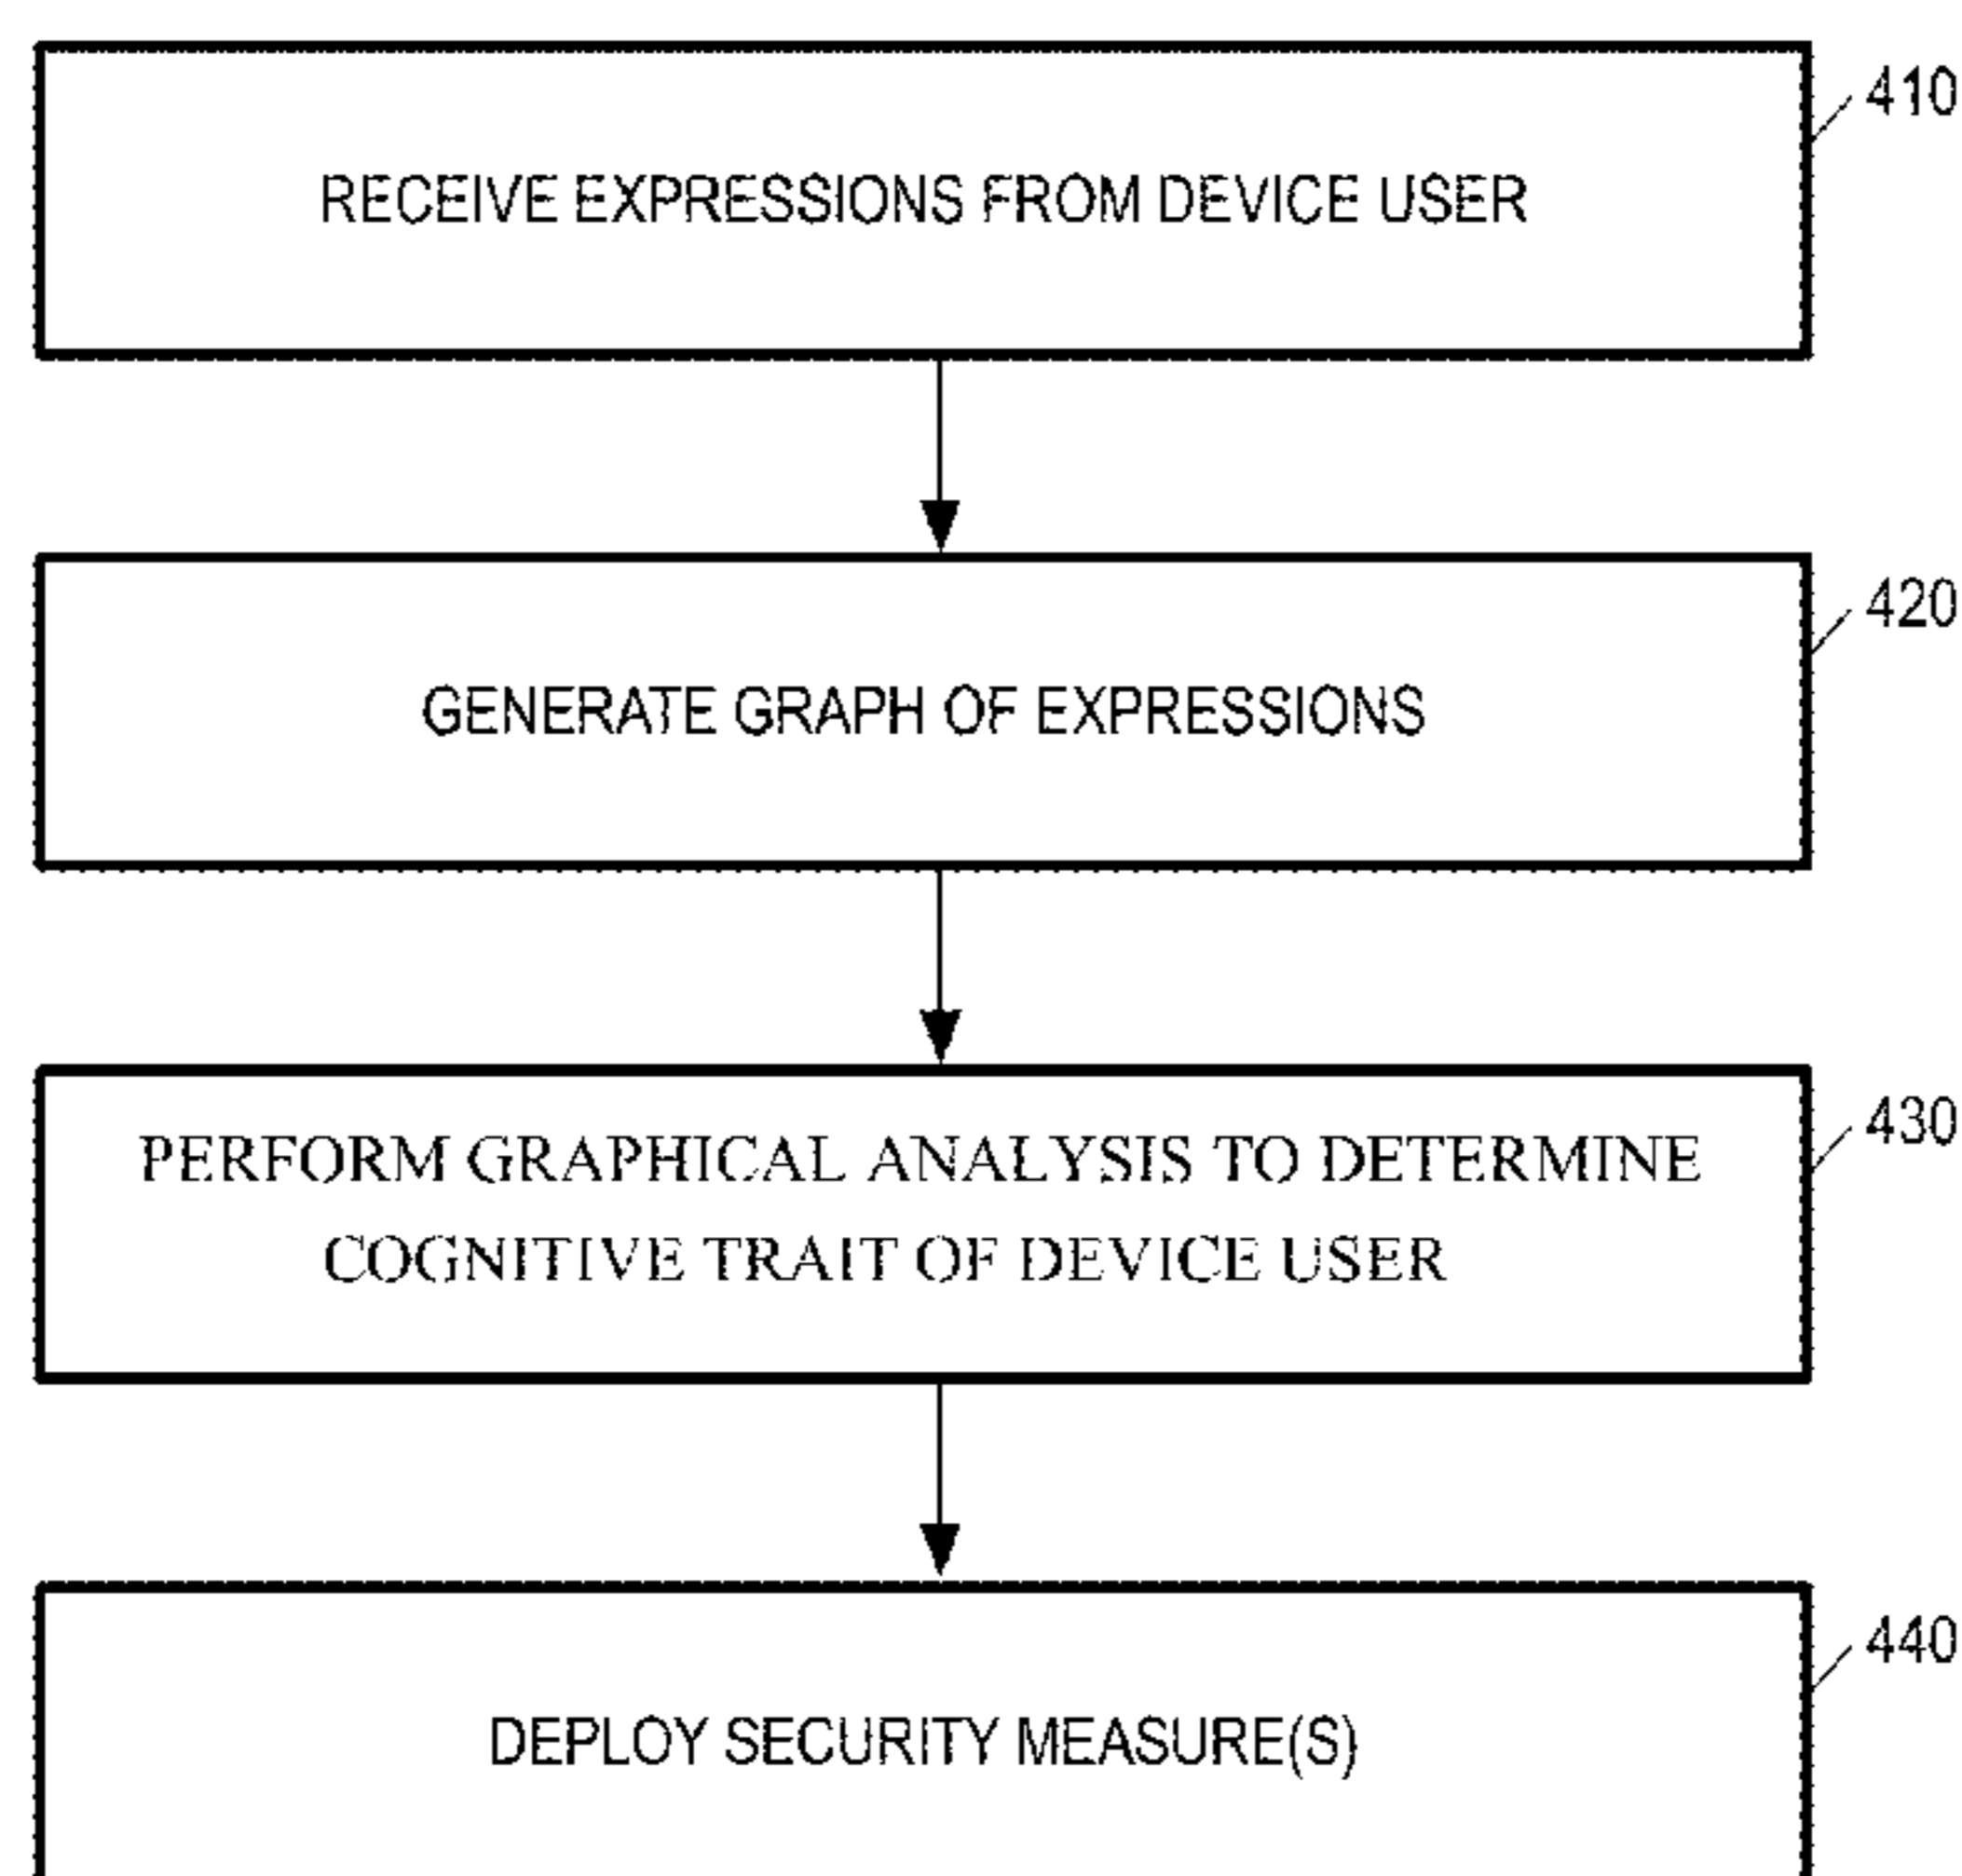 410
RECEIVE EXPRESSIONS FROM DEVICE USER
420
GENERATE GRAPH OF EXPRESSIONS
430
PERFORM GRAPHICAL ANALYSIS TO DETERMINE
COGNITIVE TRAIT OF DEVICE USER
440
DEPLOY SECURITY MEASURE(S)